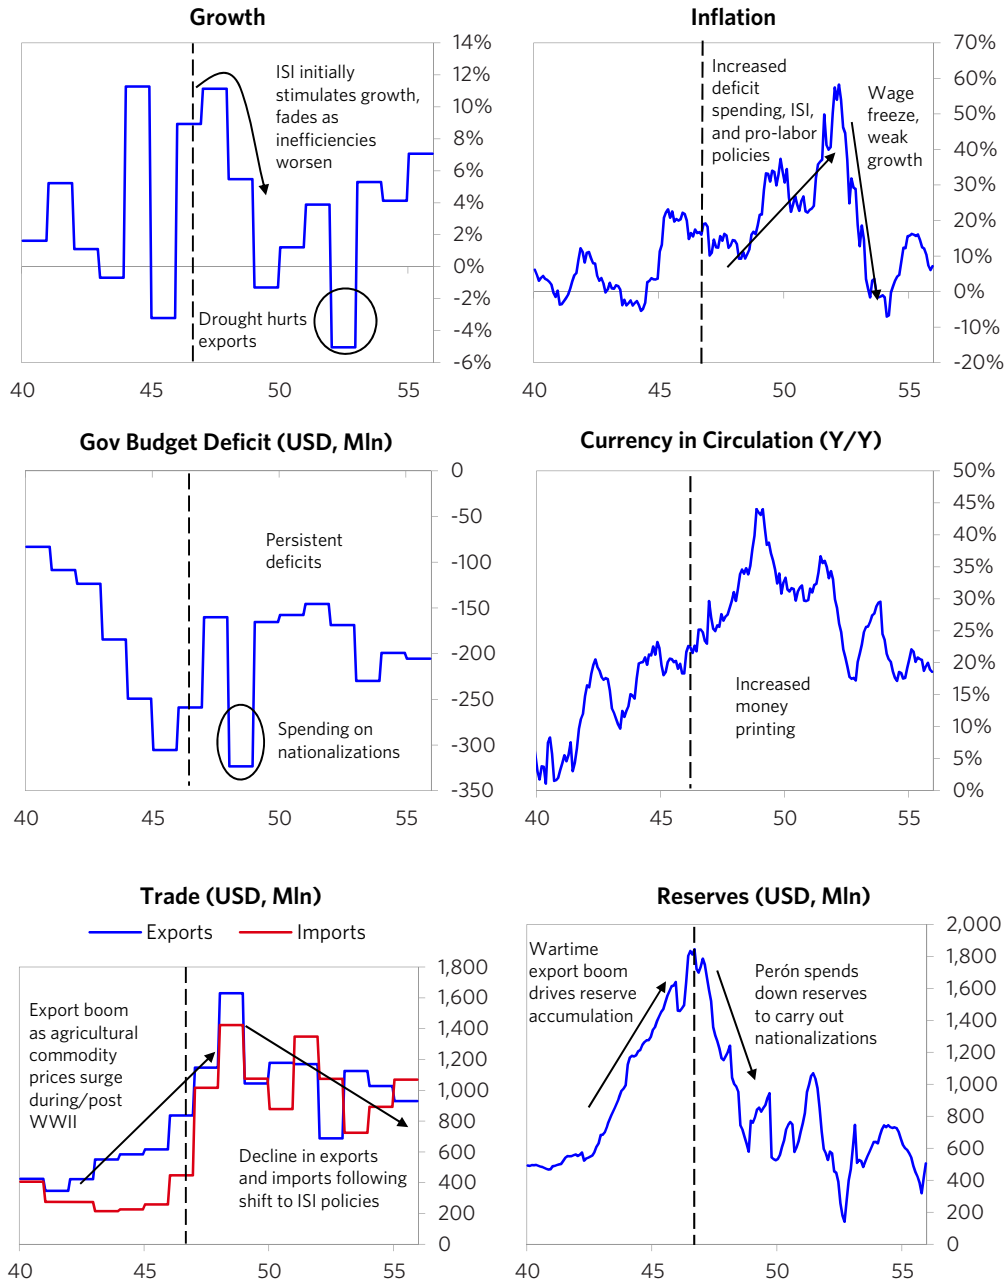 Growth
14%
12%
10%
8%
6%
4%
2%
0%
-2%
-4%
-6%
40
45
50
55
ISI initially
stimulates growth,
fades as
inefficiencies
worsen
Drought hurts
exports
Inflation
70%
60%
50%
40%
30%
20%
10%
0%
-10%
-20%
40
45
50
55
Increased
deficit
spending, ISI,
and pro-labor
policies
Wage
freeze,
weak
growth
Gov Budget Deficit (USD, Mln)
0
-50
-100
-150
-200
-250
-300
-350
40
45
50
55
Persistent
deficits
Spending on
nationalizations
Currency in Circulation (Y/Y)
50%
45%
40%
35%
30%
25%
20%
15%
10%
5%
0%
40
45
50
55
Increased
money
printing
Trade (USD, Mln)
Exports
Imports
1,800
1,600
1,400
1,200
1,000
800
600
400
200
0
40
45
50
55
Export boom
as agricultural
commodity
prices surge
during/post
WWII
Decline in exports
and imports following
shift to ISI policies
Reserves (USD, Mln)
2,000
1,800
1,600
1,400
1,200
1,000
800
600
400
200
0
40
45
50
55
Wartime
export boom
drives reserve
accumulation
Perón spends
down reserves
to carry out
nationalizations